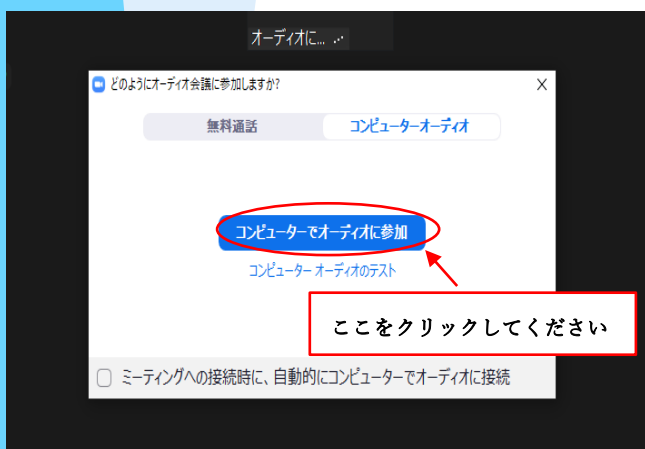 オーディオに...
どのようにオーディオ会議に参加しますか?
X
無料通話
コンピューターオーディオ
コンピューターでオーディオに参加
コンピューター オーディオのテスト
ここをクリックしてください
ミーティングへの接続時に、自動的にコンピューターでオーディオに接続